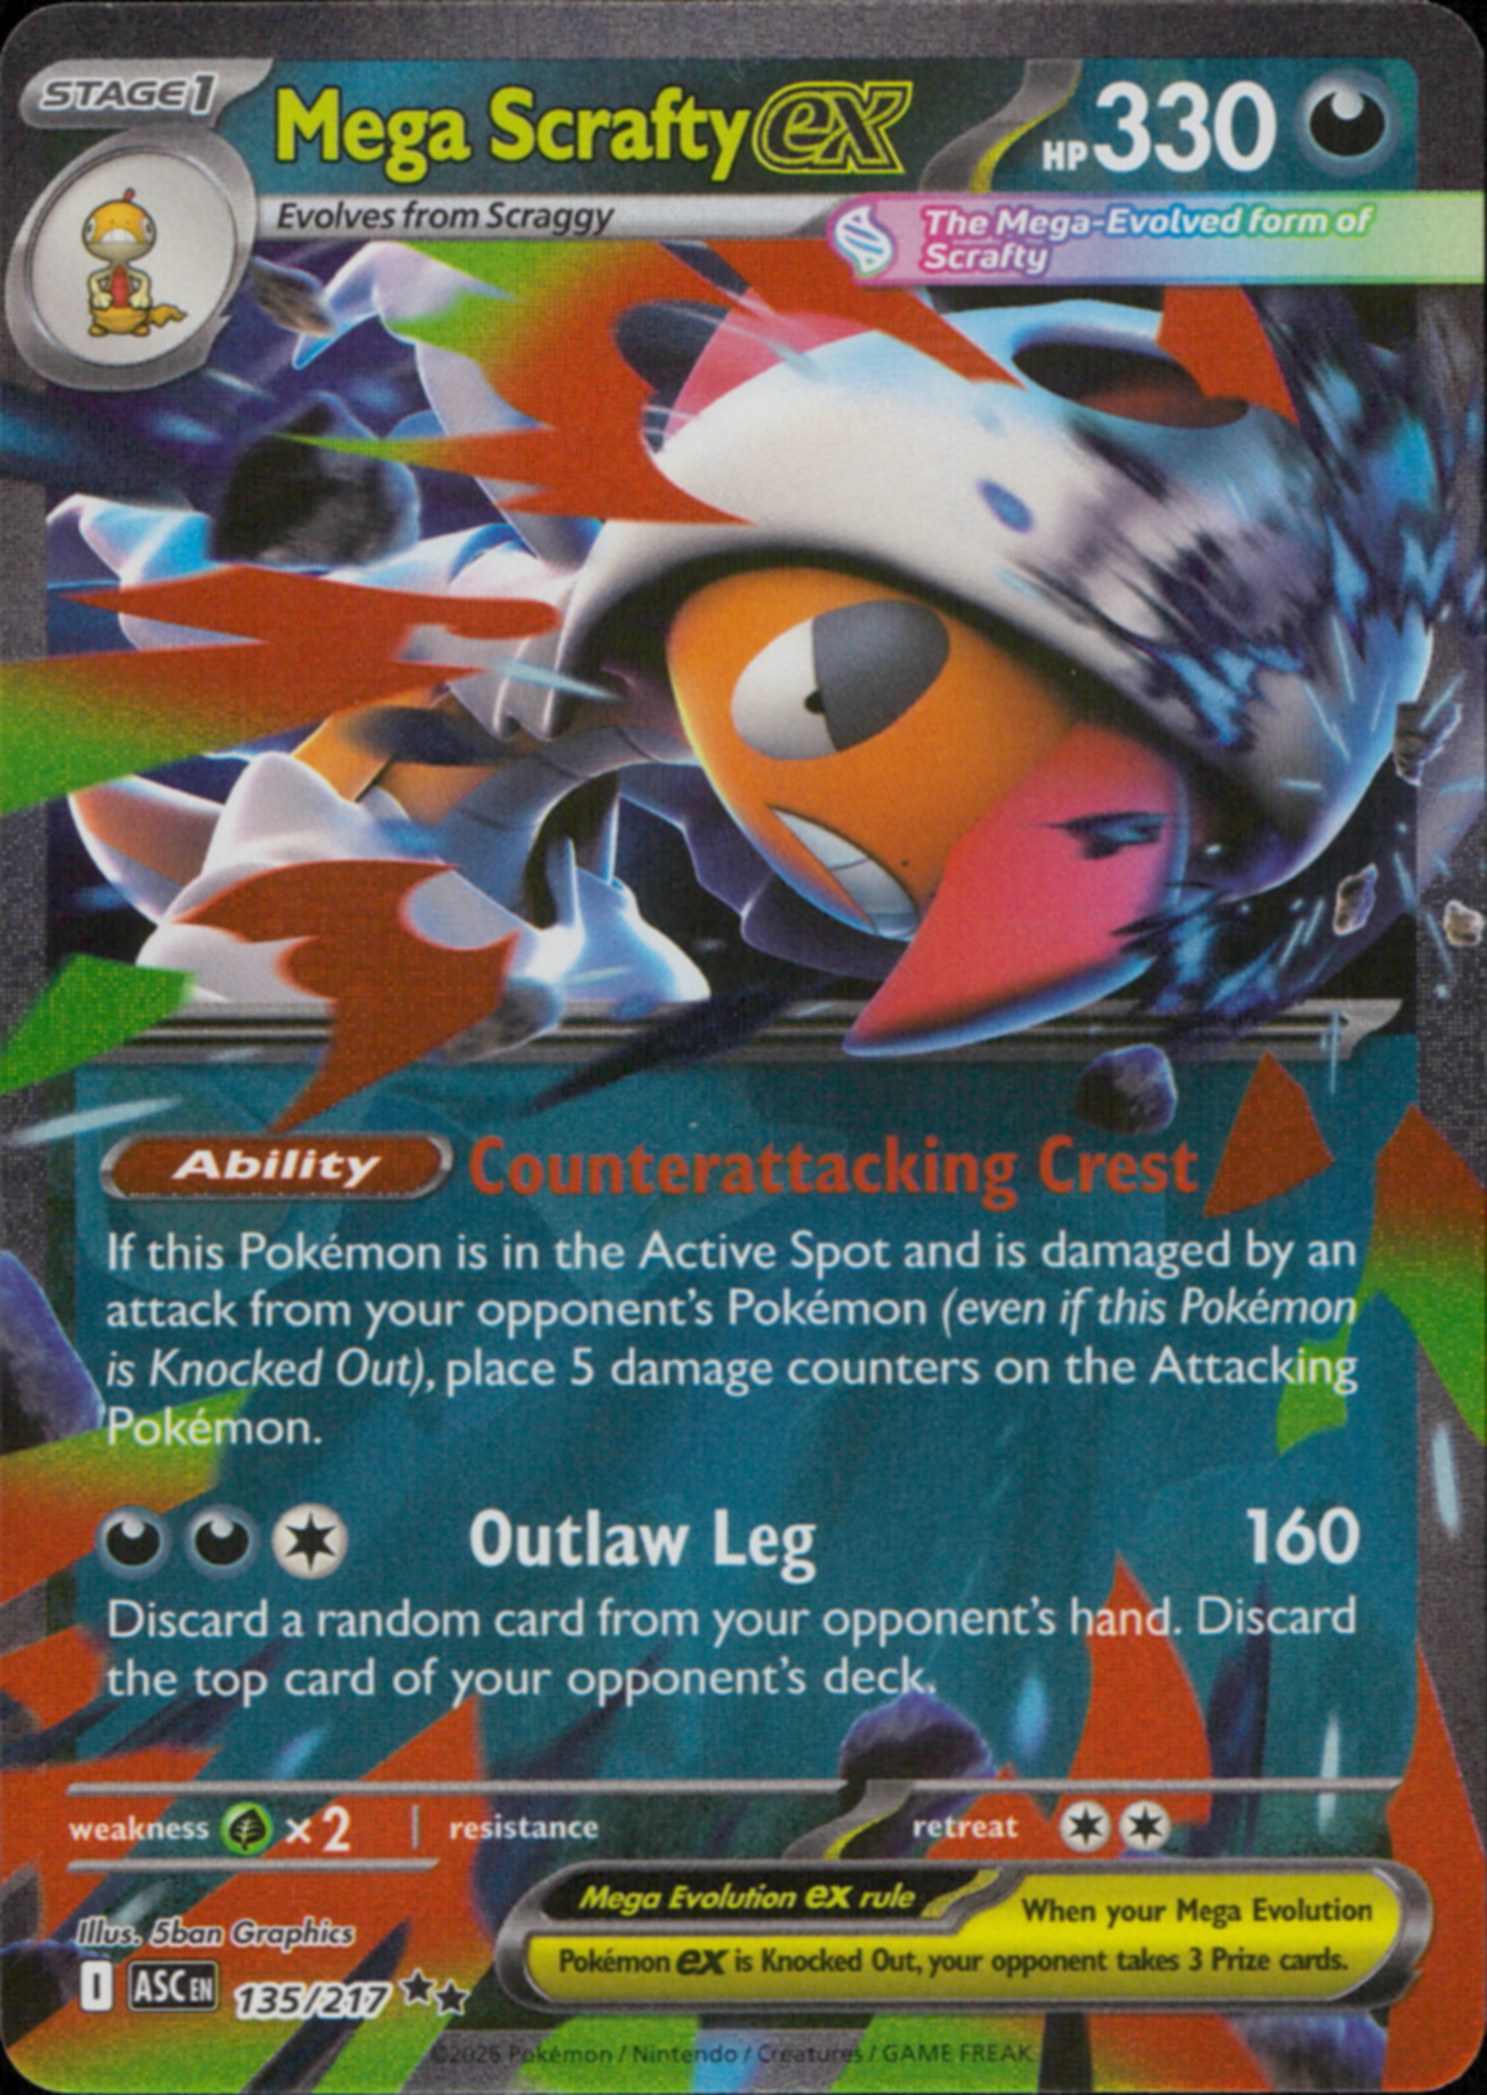 STAGE1
Mega Scrafty ex
HP 330
Evolves from Scraggy
The Mega-Evolved form of
Scrafty
Ability Counterattacking Crest
If this Pokémon is in the Active Spot and is damaged by an
attack from your opponent's Pokémon (even if this Pokémon
is Knocked Out), place 5 damage counters on the Attacking
Pokémon.
Outlaw Leg 160
Discard a random card from your opponent's hand. Discard
the top card of your opponent's deck.
weakness ×2 | resistance retreat
Mega Evolution ex rule
When your Mega Evolution
Pokémon ex is Knocked Out, your opponent takes 3 Prize cards.
Illus. 5ban Graphics
I ASC EN 135/217 ★★
©2026 Pokémon / Nintendo / Creatures / GAME FREAK